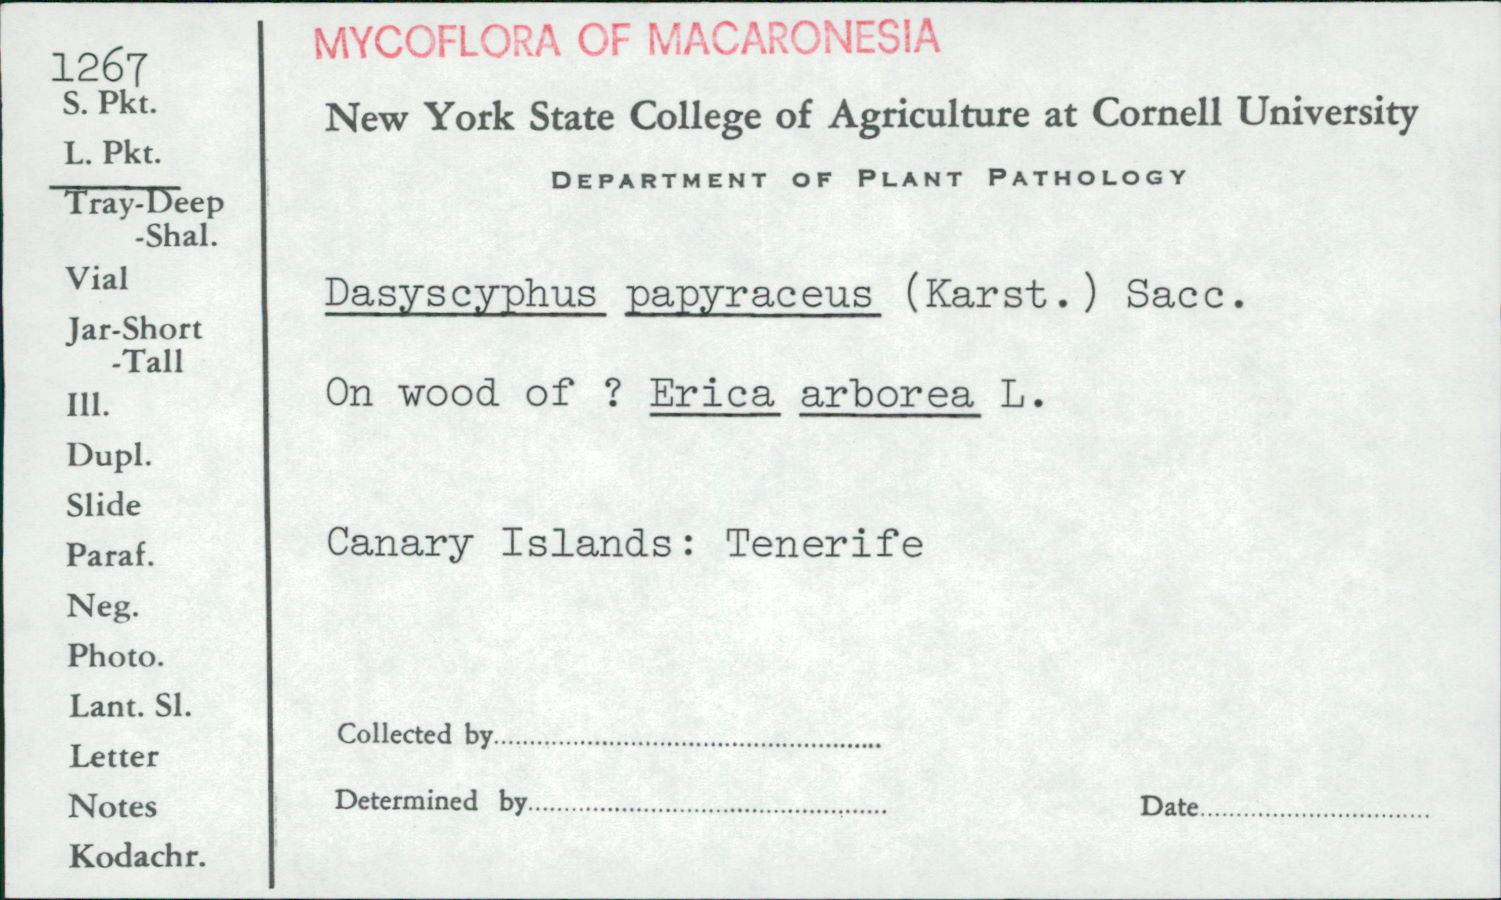 1267
S. Pkt.
L. Pkt.
Tray-Deep
-Shal.
Vial
Jar-Short
-Tall
Ill.
Dupl.
Slide
Paraf.
Neg.
Photo.
Lant. Sl.
Letter
Notes
Kodachr.
MYCOFLORA OF MACARONESIA
New York State College of Agriculture at Cornell University
DEPARTMENT OF PLANT PATHOLOGY
Dasyscyphus papyraceus (Karst.) Sacc.
On wood of ? Erica arborea L.
Canary Islands: Tenerife
Collected by
Determined by
Date